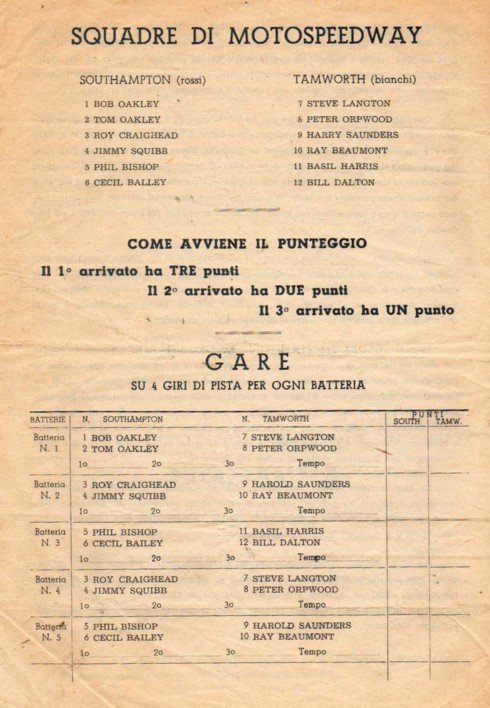 SQUADRE DI MOTOSPEEDWAY
SOUTHAMPTON (rossi) TAMWORTH (bianchi)
1 BOB OAKLEY 7 STEVE LANGTON
2 TOM OAKLEY 8 PETER ORPWOOD
3 ROY CRAIGHEAD 9 HARRY SAUNDERS
4 JIMMY SQUIBB 10 RAY BEAUMONT
5 PHIL BISHOP 11 BASIL HARRIS
6 CECIL BALLEY 12 BILL DALTON
COME AVVIENE IL PUNTEGGIO
Il 1° arrivato ha TRE punti
Il 2° arrivato ha DUE punti
Il 3° arrivato ha UN punto
GARE
SU 4 GIRI DI PISTA PER OGNI BATTERIA
BATTERIE N. SOUTHAMPTON N. TAMWORTH PUNTI
SOUTH TAMW.
Batteria 1 BOB OAKLEY 7 STEVE LANGTON
N. 1 2 TOM OAKLEY 8 PETER ORPWOOD
1o 2o 3o Tempo
Batteria 3 ROY CRAIGHEAD 9 HAROLD SAUNDERS
N. 2 4 JIMMY SQUIBB 10 RAY BEAUMONT
1o 2o 3o Tempo
Batteria 5 PHIL BISHOP 11 BASIL HARRIS
N. 3 6 CECIL BAILEY 12 BILL DALTON
1o 2o 3o Tempo
Batteria 3 ROY CRAIGHEAD 7 STEVE LANGTON
N. 4 4 JIMMY SQUIBB 8 PETER ORPWOOD
1o 2o 3o Tempo
Batteria 5 PHIL BISHOP 9 HAROLD SAUNDERS
N. 5 6 CECIL BAILEY 10 RAY BEAUMONT
1o 2o 3o Tempo